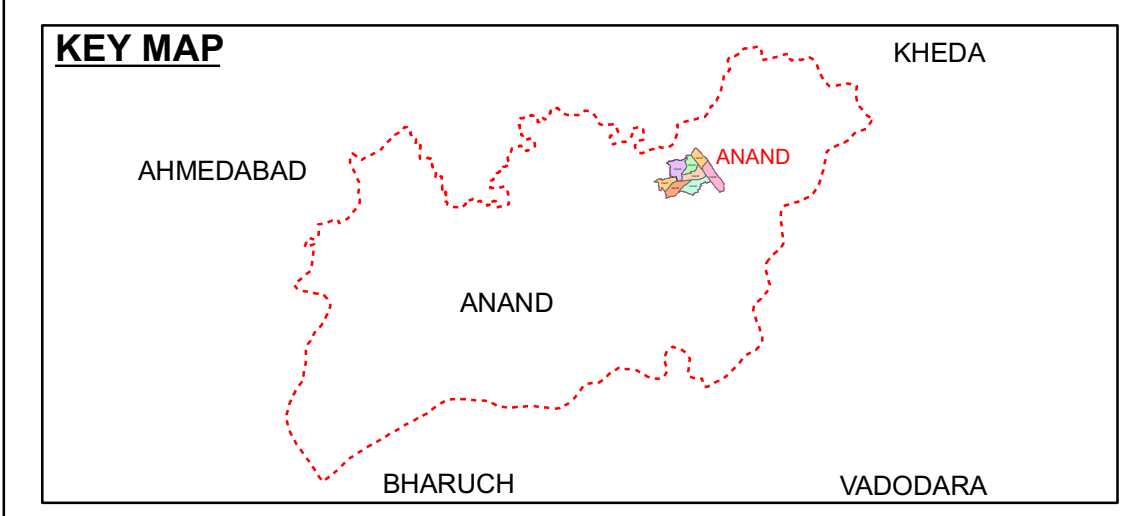 KEY MAP
KHEDA
ANAND
AHMEDABAD
ANAND
BHARUCH
VADODARA